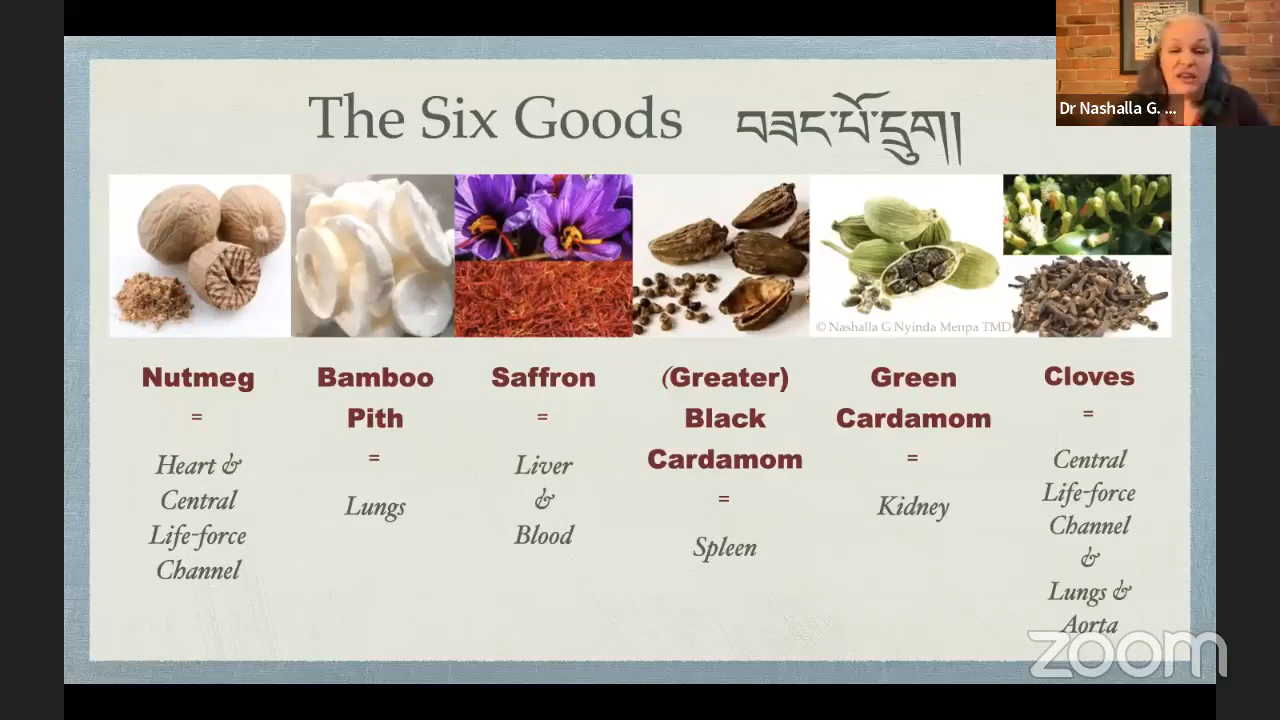 The Six Goods བཟང་པོ་དྲུག།
Dr Nashalla G. ...
© Nashalla G Nyinda Menpa TMD
Nutmeg
=
Heart &
Central
Life-force
Channel
Bamboo
Pith
=
Lungs
Saffron
=
Liver
&
Blood
(Greater)
Black
Cardamom
=
Spleen
Green
Cardamom
=
Kidney
Cloves
=
Central
Life-force
Channel
&
Lungs &
Aorta
zoom